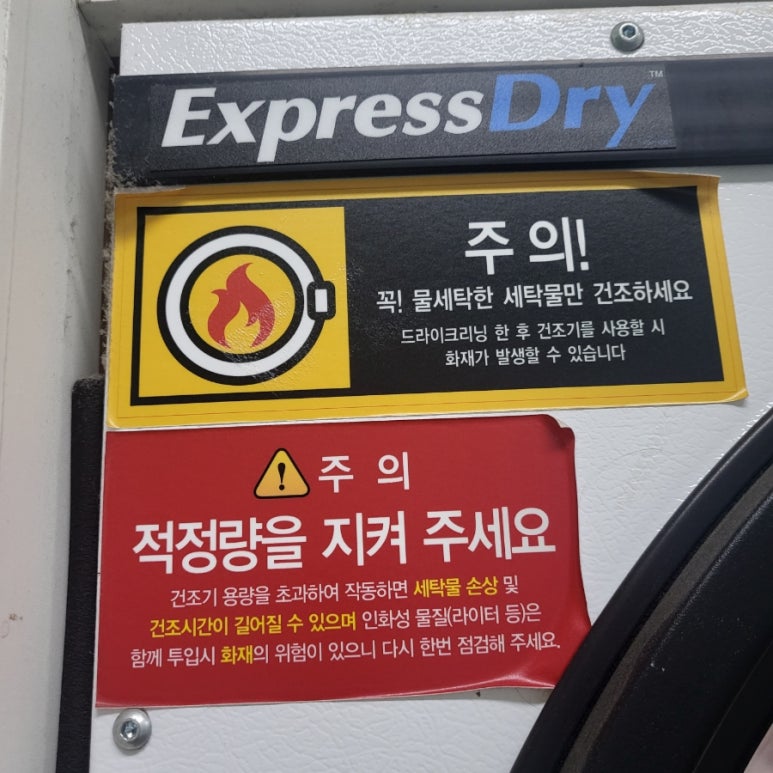 ExpressDry™
주 의!
꼭! 물세탁한 세탁물만 건조하세요
드라이크리닝 한 후 건조기를 사용할 시
화재가 발생할 수 있습니다
주 의
적정량을 지켜 주세요
건조기 용량을 초과하여 작동하면 세탁물 손상 및
건조시간이 길어질 수 있으며 인화성 물질(라이터 등)은
함께 투입시 화재의 위험이 있으니 다시 한번 점검해 주세요.